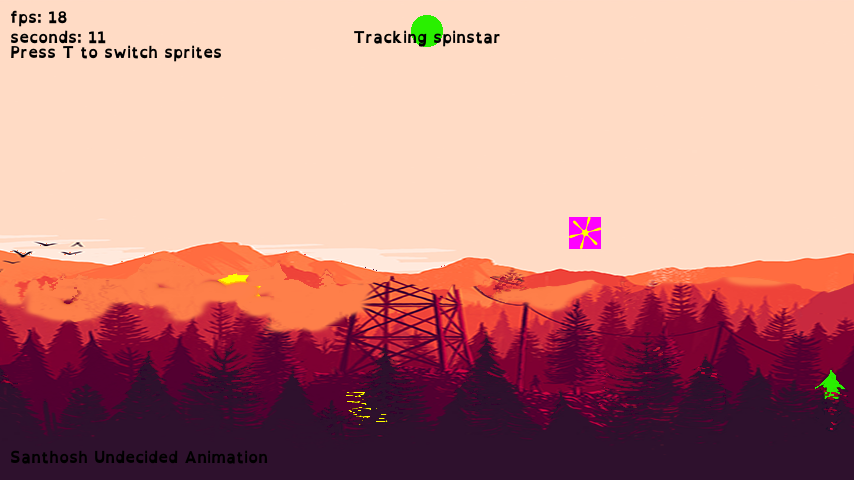 fps: 18
seconds: 11
Press T to switch sprites
Tracking spinstar
Santhosh Undecided Animation